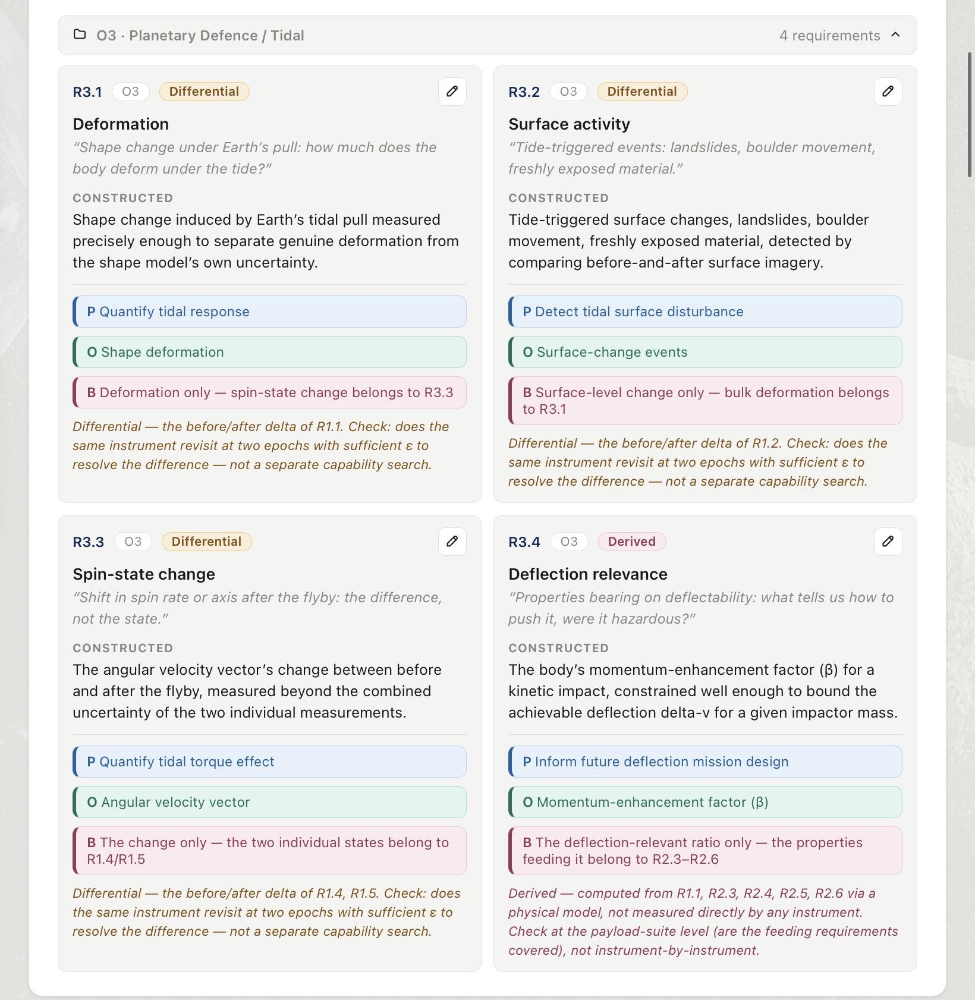 O3 · Planetary Defence / Tidal
4 requirements
R3.1 O3 Differential
Deformation
“Shape change under Earth’s pull: how much does the
body deform under the tide?”
CONSTRUCTED
Shape change induced by Earth’s tidal pull measured
precisely enough to separate genuine deformation from
the shape model’s own uncertainty.
P Quantify tidal response
O Shape deformation
B Deformation only — spin-state change belongs to R3.3
Differential — the before/after delta of R1.1. Check: does the
same instrument revisit at two epochs with sufficient ε to
resolve the difference — not a separate capability search.
R3.2 O3 Differential
Surface activity
“Tide-triggered events: landslides, boulder movement,
freshly exposed material.”
CONSTRUCTED
Tide-triggered surface changes, landslides, boulder
movement, freshly exposed material, detected by
comparing before-and-after surface imagery.
P Detect tidal surface disturbance
O Surface-change events
B Surface-level change only — bulk deformation belongs
to R3.1
Differential — the before/after delta of R1.2. Check: does the
same instrument revisit at two epochs with sufficient ε to
resolve the difference — not a separate capability search.
R3.3 O3 Differential
Spin-state change
“Shift in spin rate or axis after the flyby: the difference,
not the state.”
CONSTRUCTED
The angular velocity vector’s change between before
and after the flyby, measured beyond the combined
uncertainty of the two individual measurements.
P Quantify tidal torque effect
O Angular velocity vector
B The change only — the two individual states belong to
R1.4/R1.5
Differential — the before/after delta of R1.4, R1.5. Check: does
the same instrument revisit at two epochs with sufficient ε to
resolve the difference — not a separate capability search.
R3.4 O3 Derived
Deflection relevance
“Properties bearing on deflectability: what tells us how to
push it, were it hazardous?”
CONSTRUCTED
The body’s momentum-enhancement factor (β) for a
kinetic impact, constrained well enough to bound the
achievable deflection delta-v for a given impactor mass.
P Inform future deflection mission design
O Momentum-enhancement factor (β)
B The deflection-relevant ratio only — the properties
feeding it belong to R2.3–R2.6
Derived — computed from R1.1, R2.3, R2.4, R2.5, R2.6 via a
physical model, not measured directly by any instrument.
Check at the payload-suite level (are the feeding requirements
covered), not instrument-by-instrument.